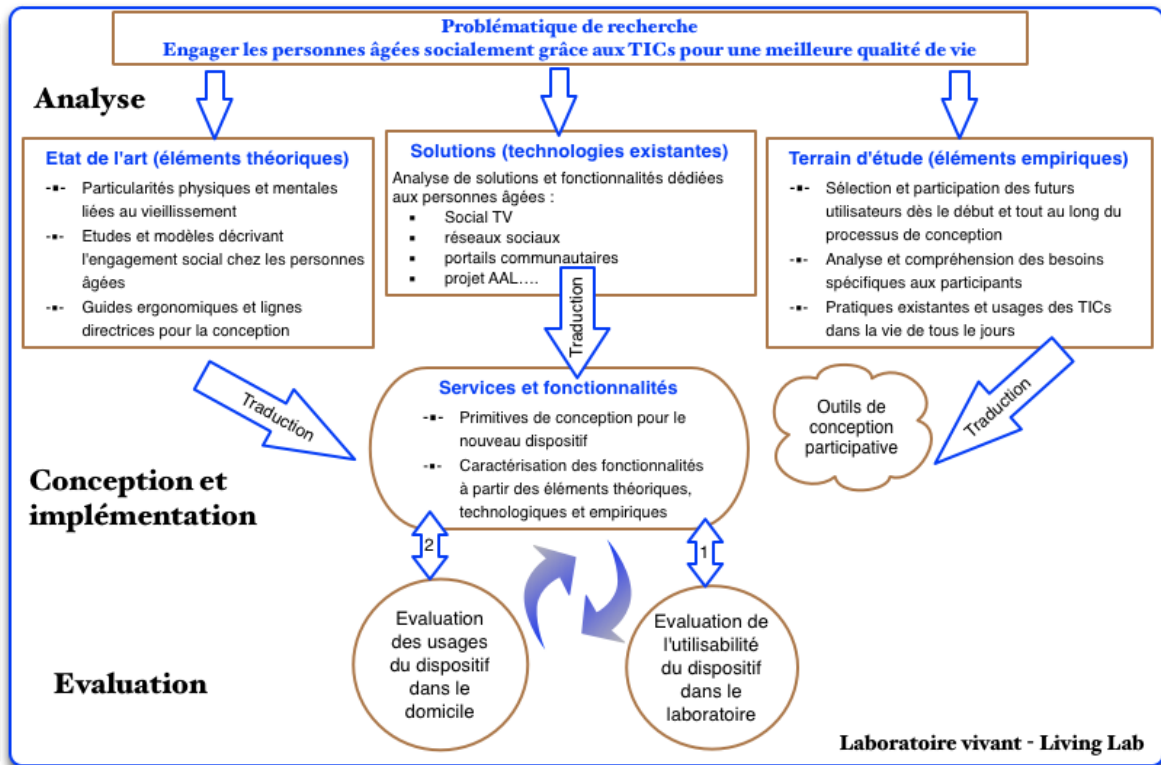 Problématique de recherche
Engager les personnes âgées socialement grâce aux TICs pour une meilleure qualité de vie
Analyse
Etat de l'art (éléments théoriques)
Particularités physiques et mentales
liées au vieillissement
Etudes et modèles décrivant
l'engagement social chez les personnes
âgées
Guides ergonomiques et lignes
directrices pour la conception
Solutions (technologies existantes)
Analyse de solutions et fonctionnalités dédiées
aux personnes âgées :
Social TV
réseaux sociaux
portails communautaires
projet AAL....
Terrain d'étude (éléments empiriques)
Sélection et participation des futurs
utilisateurs dès le début et tout au long du
processus de conception
Analyse et compréhension des besoins
spécifiques aux participants
Pratiques existantes et usages des TICs
dans la vie de tous le jours
Traduction
Traduction
Traduction
Conception et
implémentation
Services et fonctionnalités
Primitives de conception pour le
nouveau dispositif
Caractérisation des fonctionnalités
à partir des éléments théoriques,
technologiques et empiriques
Outils de
conception
participative
2
1
Evaluation
Evaluation
des usages
du dispositif
dans le
domicile
Evaluation de
l'utilisabilité
du dispositif
dans le
laboratoire
Laboratoire vivant - Living Lab